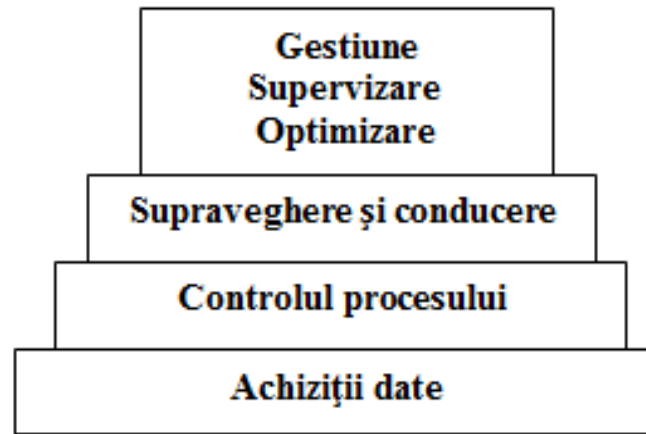 Gestiune
Supervizare
Optimizare
Supraveghere şi conducere
Controlul procesului
Achiziţii date